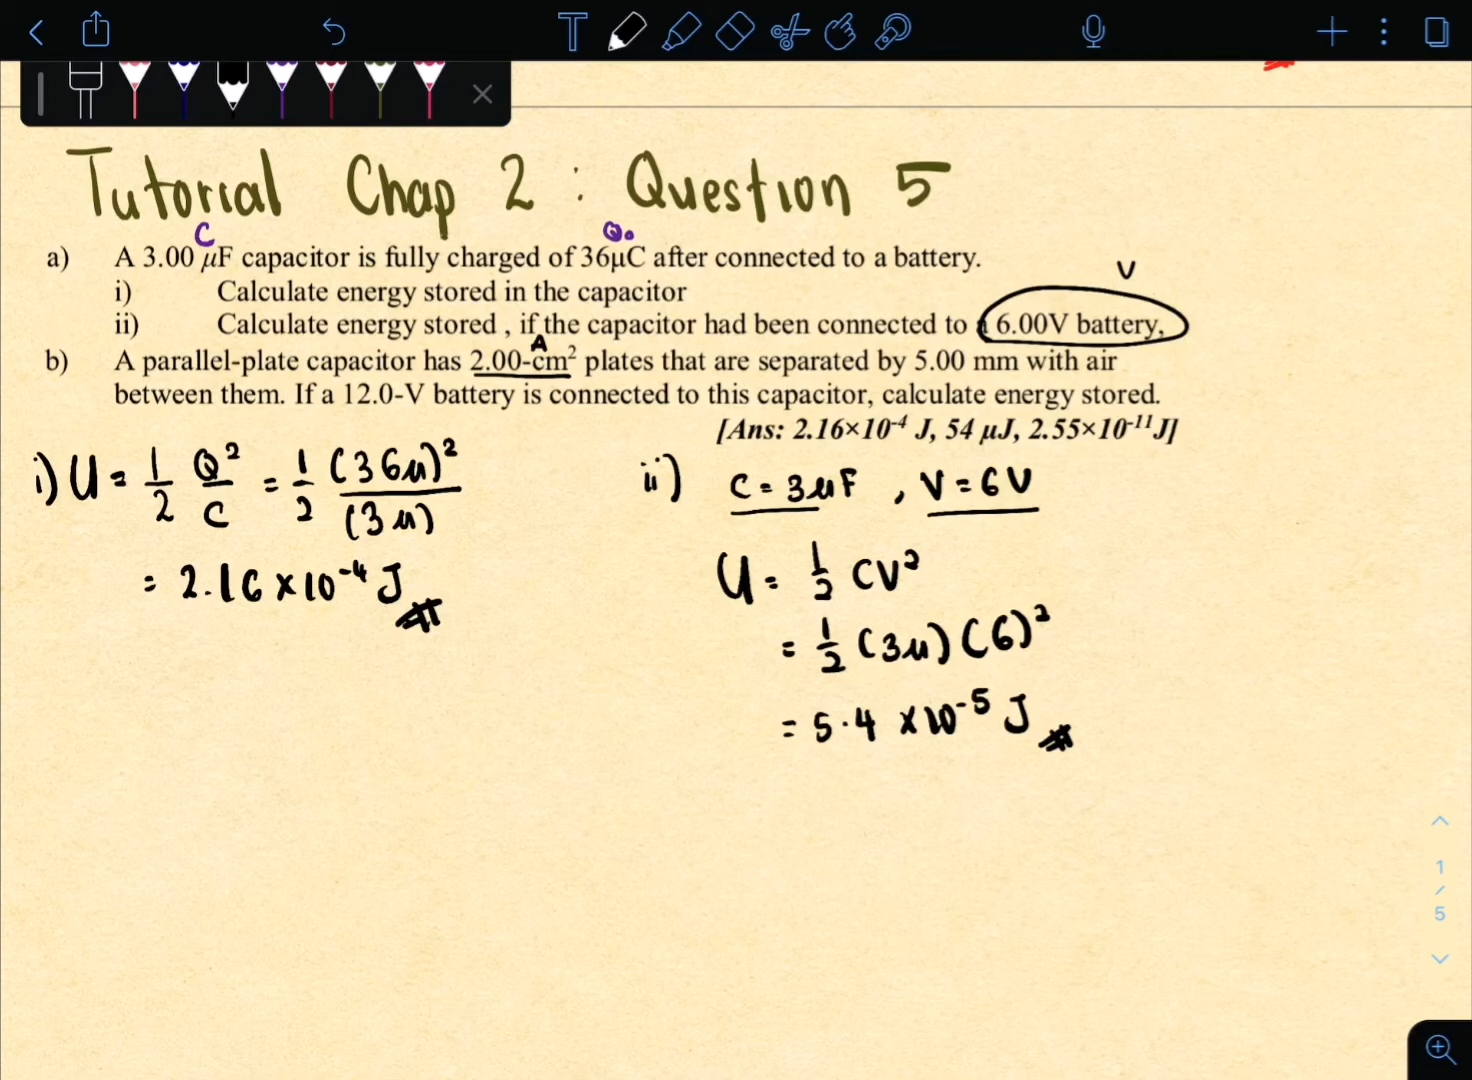 Tutorial Chap 2 : Question 5
C Q.
a) A 3.00 μF capacitor is fully charged of 36μC after connected to a battery.
V
i) Calculate energy stored in the capacitor
ii) Calculate energy stored , if the capacitor had been connected to a 6.00V battery,
A
b) A parallel-plate capacitor has 2.00-cm² plates that are separated by 5.00 mm with air
between them. If a 12.0-V battery is connected to this capacitor, calculate energy stored.
[Ans: 2.16×10⁻⁴ J, 54 μJ, 2.55×10⁻¹¹J]
i) U = 1/2 Q²/C = 1/2 (36μ)²/(3μ)
= 2.16 × 10⁻⁴ J
ii) C = 3μF , V = 6V
U = 1/2 CV²
= 1/2 (3μ) (6)²
= 5.4 × 10⁻⁵ J
1
/
5